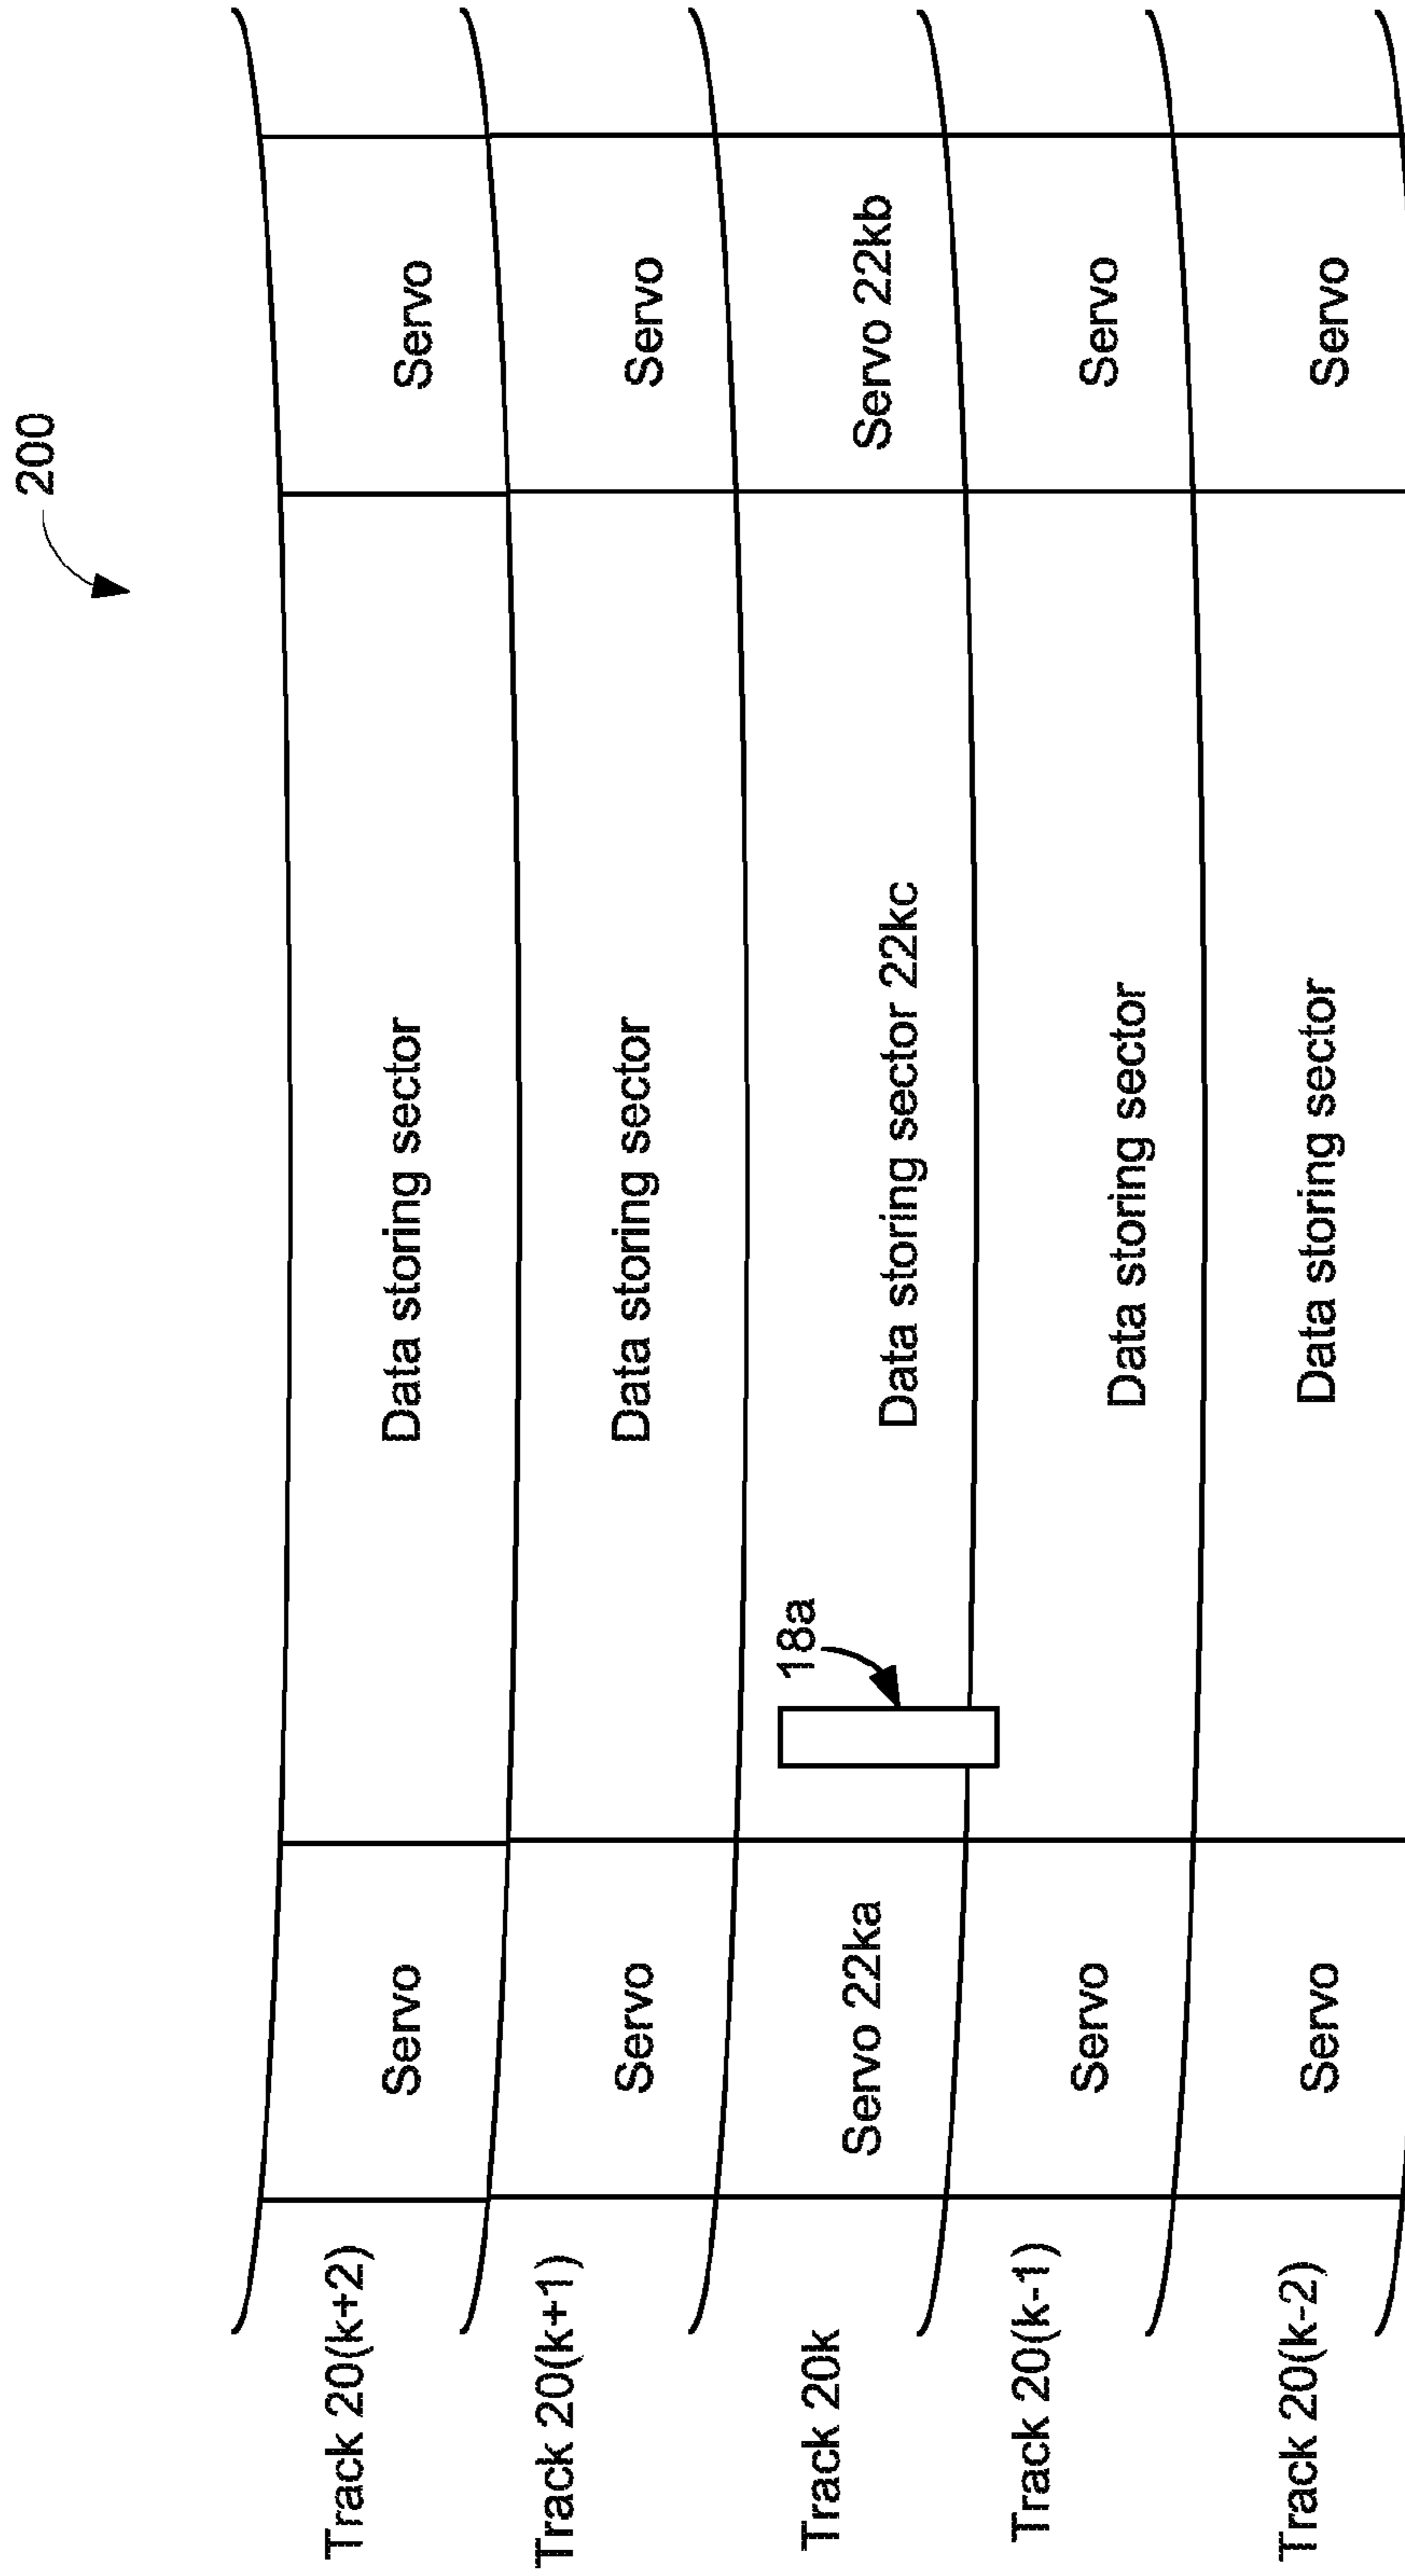 200
Track 20(k+2)
Servo
Data storing sector
Servo
Track 20(k+1)
Servo
Data storing sector
Servo
18a
Track 20k
Servo 22ka
Data storing sector 22kc
Servo 22kb
Track 20(k-1)
Servo
Data storing sector
Servo
Track 20(k-2)
Servo
Data storing sector
Servo